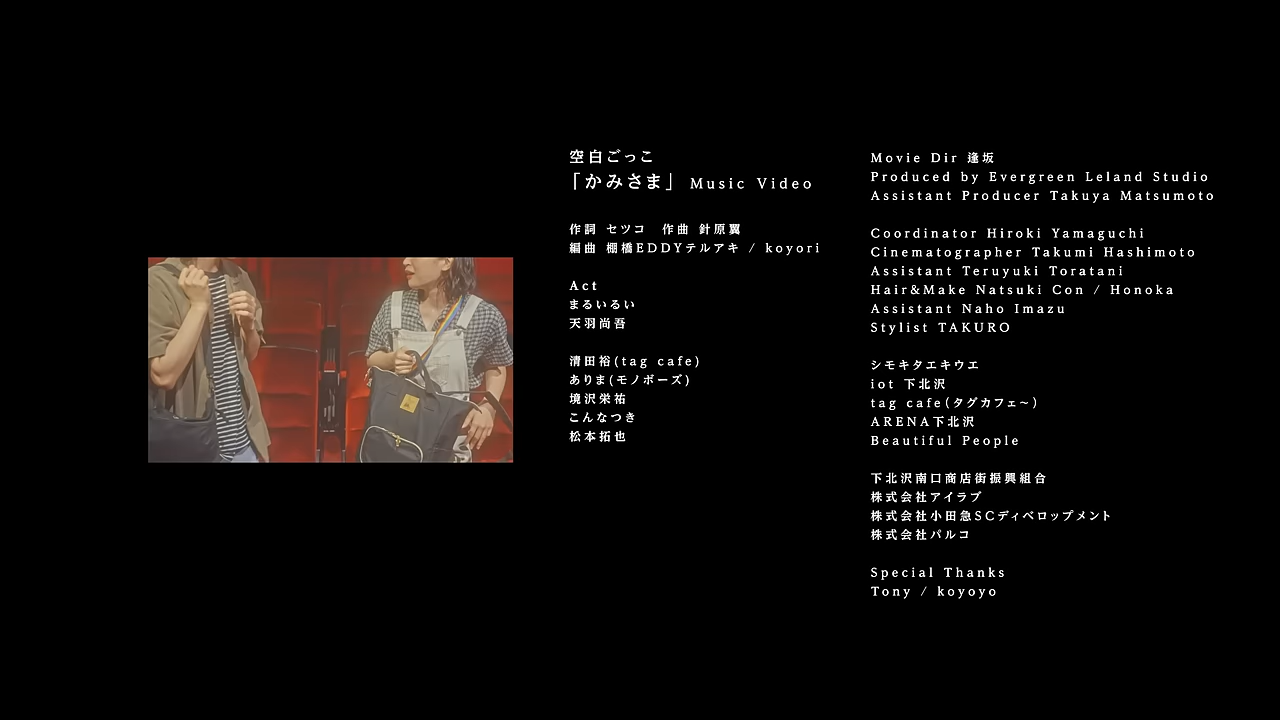 空白ごっこ
「かみさま」 Music Video
作詞 セツコ 作曲 針原翼
編曲 棚橋EDDYテルアキ / koyori
Act
まるいるい
天羽尚吾
清田裕(tag cafe)
ありま(モノボーズ)
境沢栄祐
こんなつき
松本拓也
Movie Dir 逢坂
Produced by Evergreen Leland Studio
Assistant Producer Takuya Matsumoto
Coordinator Hiroki Yamaguchi
Cinematographer Takumi Hashimoto
Assistant Teruyuki Toratani
Hair&Make Natsuki Con / Honoka
Assistant Naho Imazu
Stylist TAKURO
シモキタエキウエ
iot 下北沢
tag cafe(タグカフェ~)
ARENA下北沢
Beautiful People
下北沢南口商店街振興組合
株式会社アイラブ
株式会社小田急SCディベロップメント
株式会社パルコ
Special Thanks
Tony / koyoyo